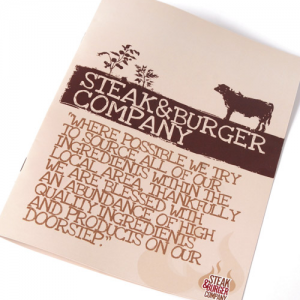 STEAK&BURGER
COMPANY
"WHERE POSSIBLE WE TRY
TO SOURCE ALL OF OUR
INGREDIENTS WITHIN THE
LOCAL AREA. THANKFULLY
WE ARE BLESSED WITH
AN ABUNDANCE OF HIGH
QUALITY INGREDIENTS
AND PRODUCTS ON OUR
DOORSTEP."
STEAK
&BURGER
COMPANY